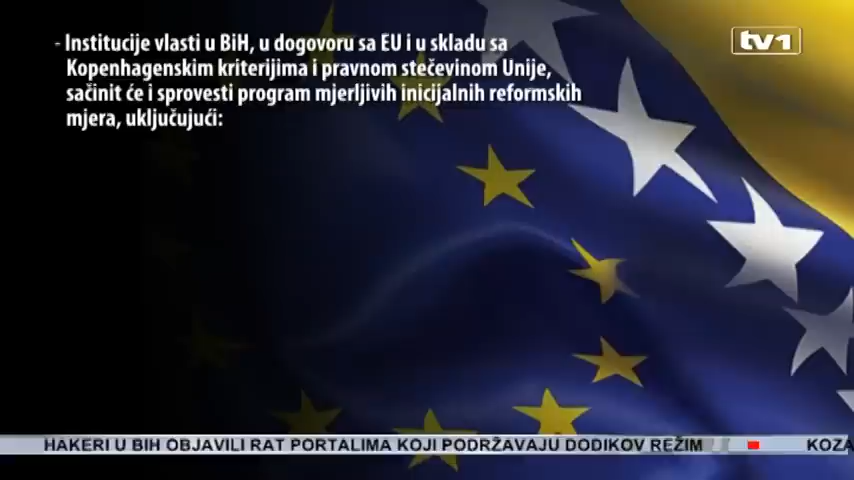 - Institucije vlasti u BiH, u dogovoru sa EU i u skladu sa
Kopenhagenskim kriterijima i pravnom stečevinom Unije,
sačinit će i sprovesti program mjerljivih inicijalnih reformskih
mjera, uključujući:
tv1
HAKERI U BIH OBJAVILI RAT PORTALIMA KOJI PODRŽAVAJU DODIKOV REŽIM KOZA